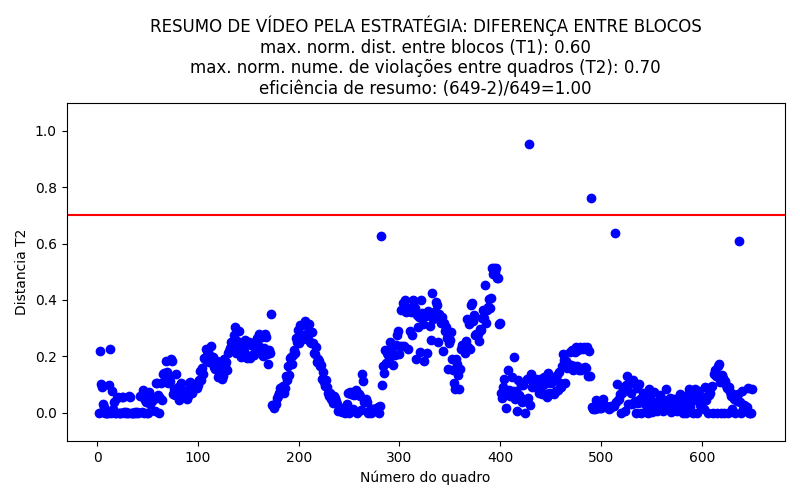 RESUMO DE VÍDEO PELA ESTRATÉGIA: DIFERENÇA ENTRE BLOCOS
max. norm. dist. entre blocos (T1): 0.60
max. norm. nume. de violações entre quadros (T2): 0.70
eficiência de resumo: (649-2)/649=1.00
Distancia T2
1.0
0.8
0.6
0.4
0.2
0.0
0 100 200 300 400 500 600
Número do quadro